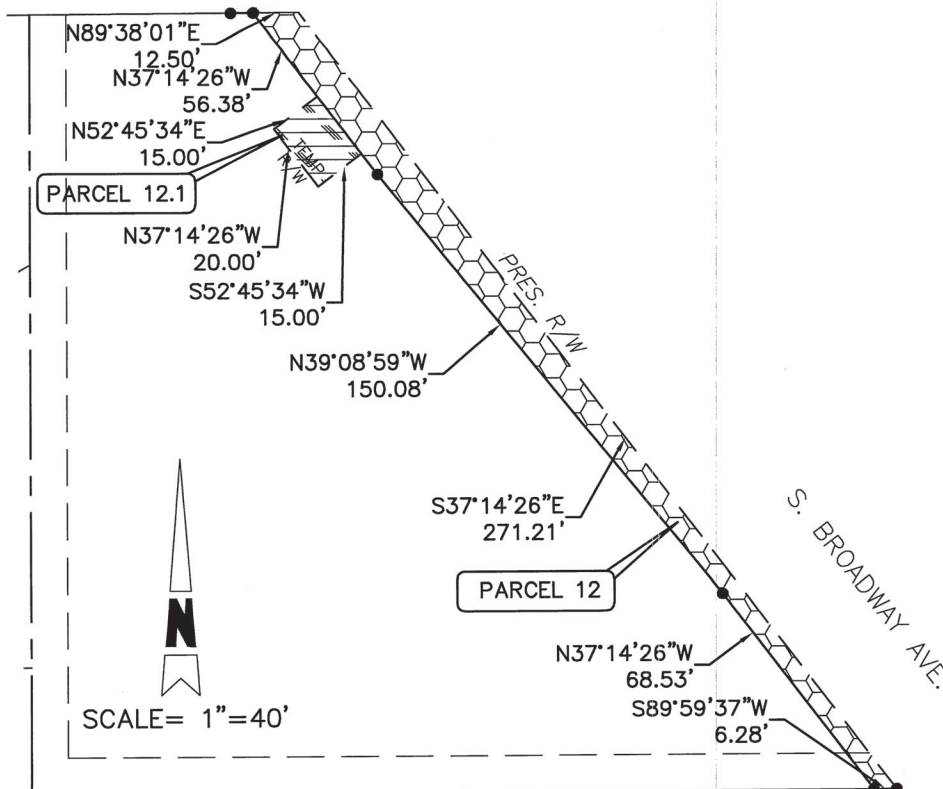 N89°38'01"E
12.50'
N37°14'26"W
56.38'
N52°45'34"E
15.00'
TEMP.
R/W
PARCEL 12.1
N37°14'26"W
20.00'
S52°45'34"W
15.00'
PRES. R/W
N39°08'59"W
150.08'
S37°14'26"E
271.21'
PARCEL 12
S. BROADWAY AVE.
N37°14'26"W
68.53'
S89°59'37"W
6.28'
N
SCALE= 1"=40'